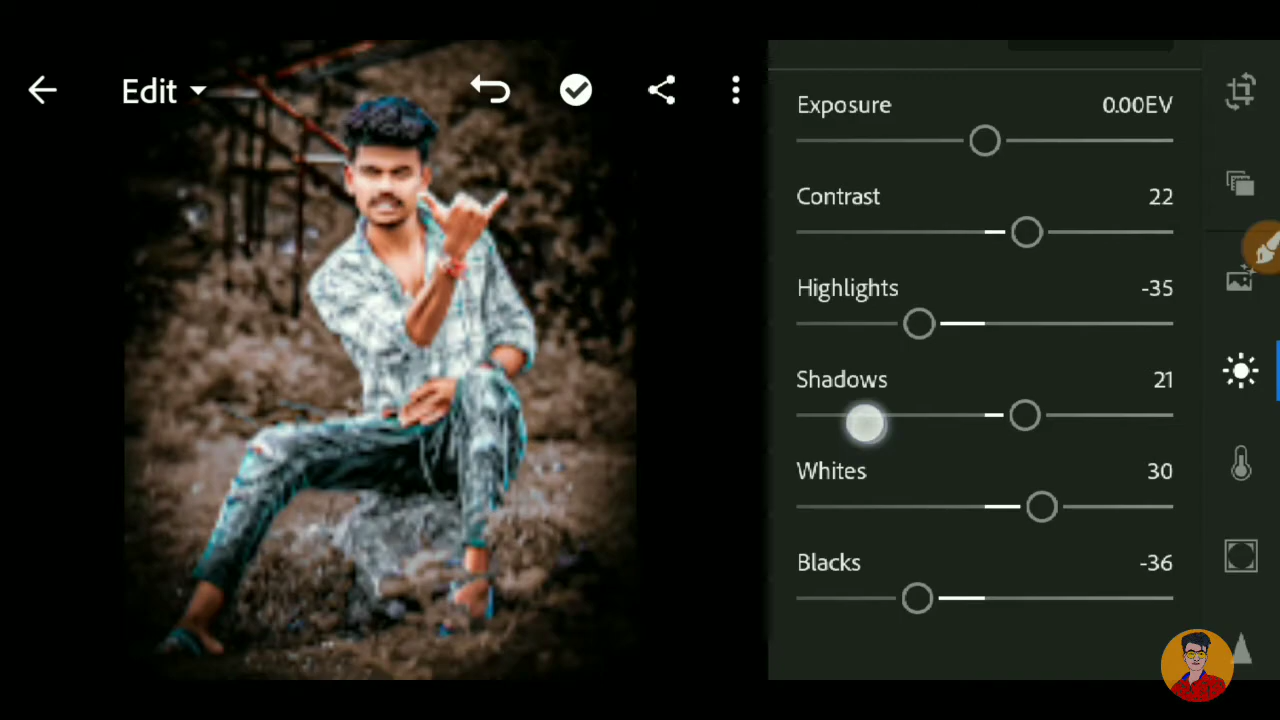 Edit
Exposure 0.00EV
Contrast 22
Highlights -35
Shadows 21
Whites 30
Blacks -36